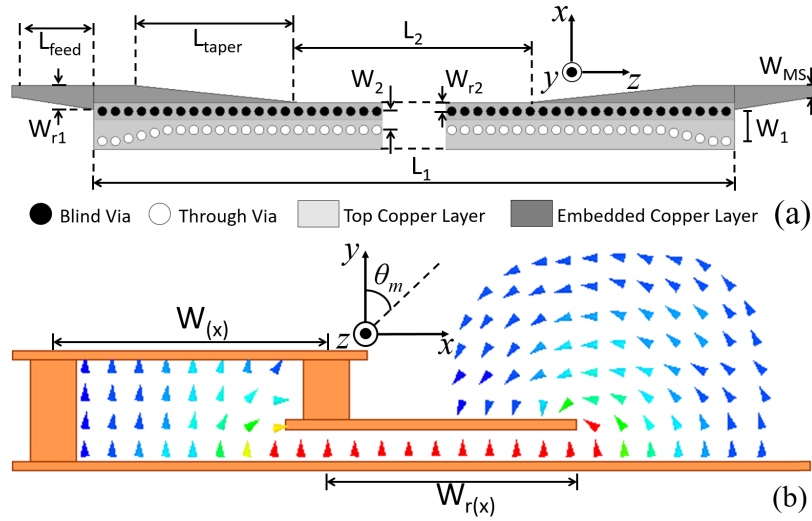 x
L_feed
L_taper
L_2
y
z
W_MS
W_2
W_r2
W_r1
W_1
L_1
Blind Via
Through Via
Top Copper Layer
Embedded Copper Layer
(a)
y
θ_m
z
x
W_(x)
W_r(x)
(b)